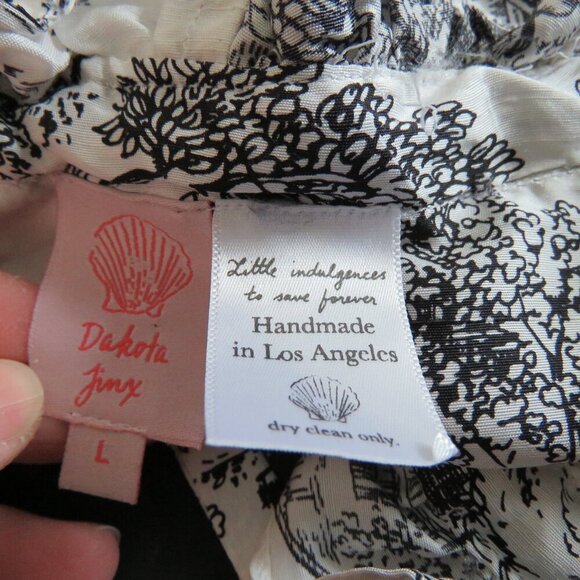 Dakota
Jinx
L
Little indulgences
to save forever
Handmade
in Los Angeles
dry clean only.